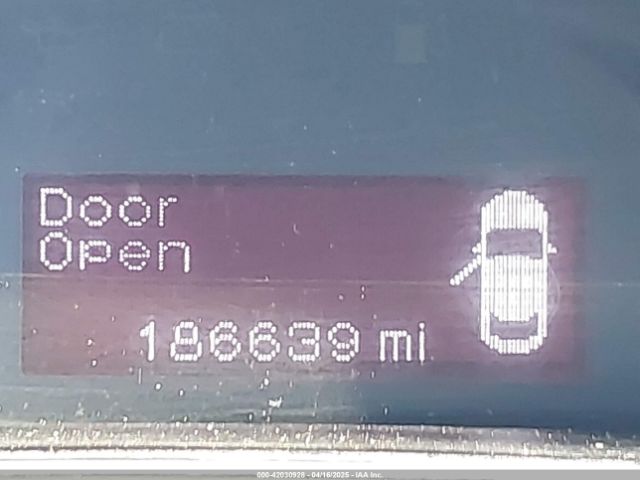 Door
Open
186639 mi
000-42030928 - 04/16/2025 - IAA Inc.